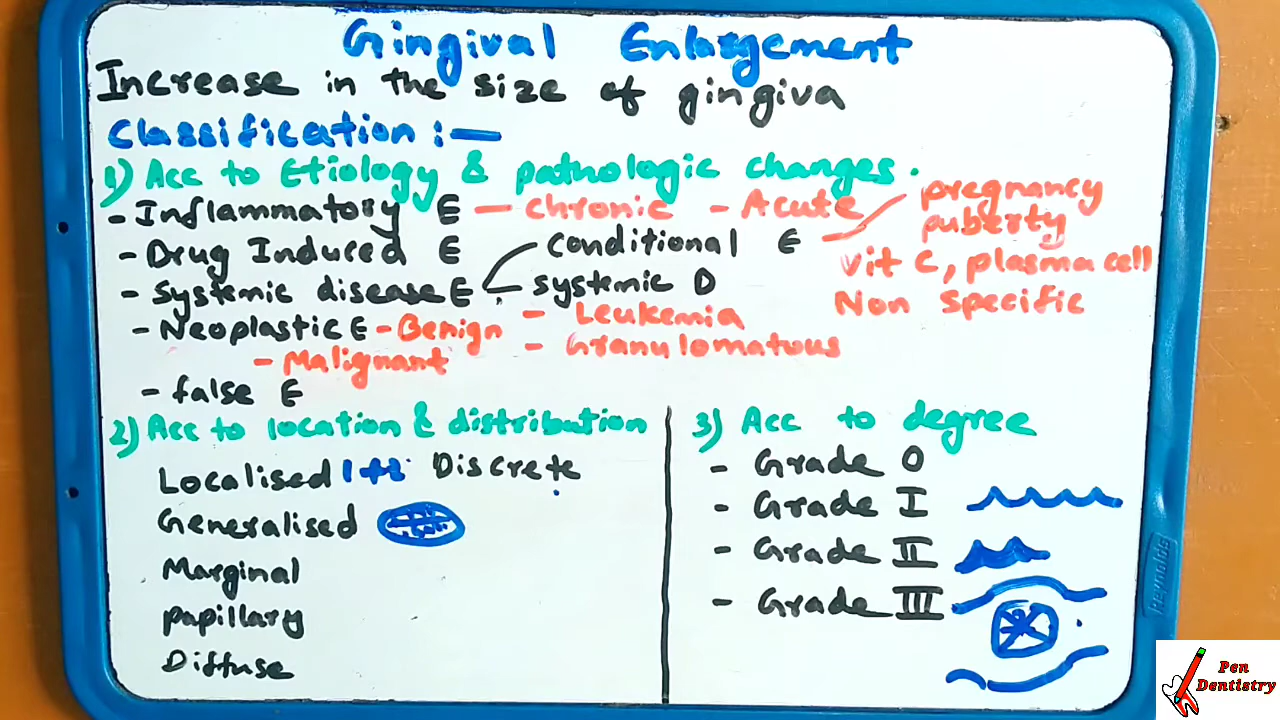 Gingival Enlargement
Increase in the size of gingiva
Classification :—
1) Acc to Etiology & pathologic changes.
- Inflammatory E — chronic - Acute
- Drug Induced E
- systemic disease E conditional E pregnancy
puberty
vit C, plasma cell
Non specific
systemic D
- Leukemia
- Granulomatous
- Neoplastic E - Benign
- Malignant
- false E
2) Acc to location & distribution
Localised 1+2 Discrete
Generalised
Marginal
papillary
Diffuse
3) Acc to degree
- Grade 0
- Grade I
- Grade II
- Grade III
Reynolds
Pen
Dentistry